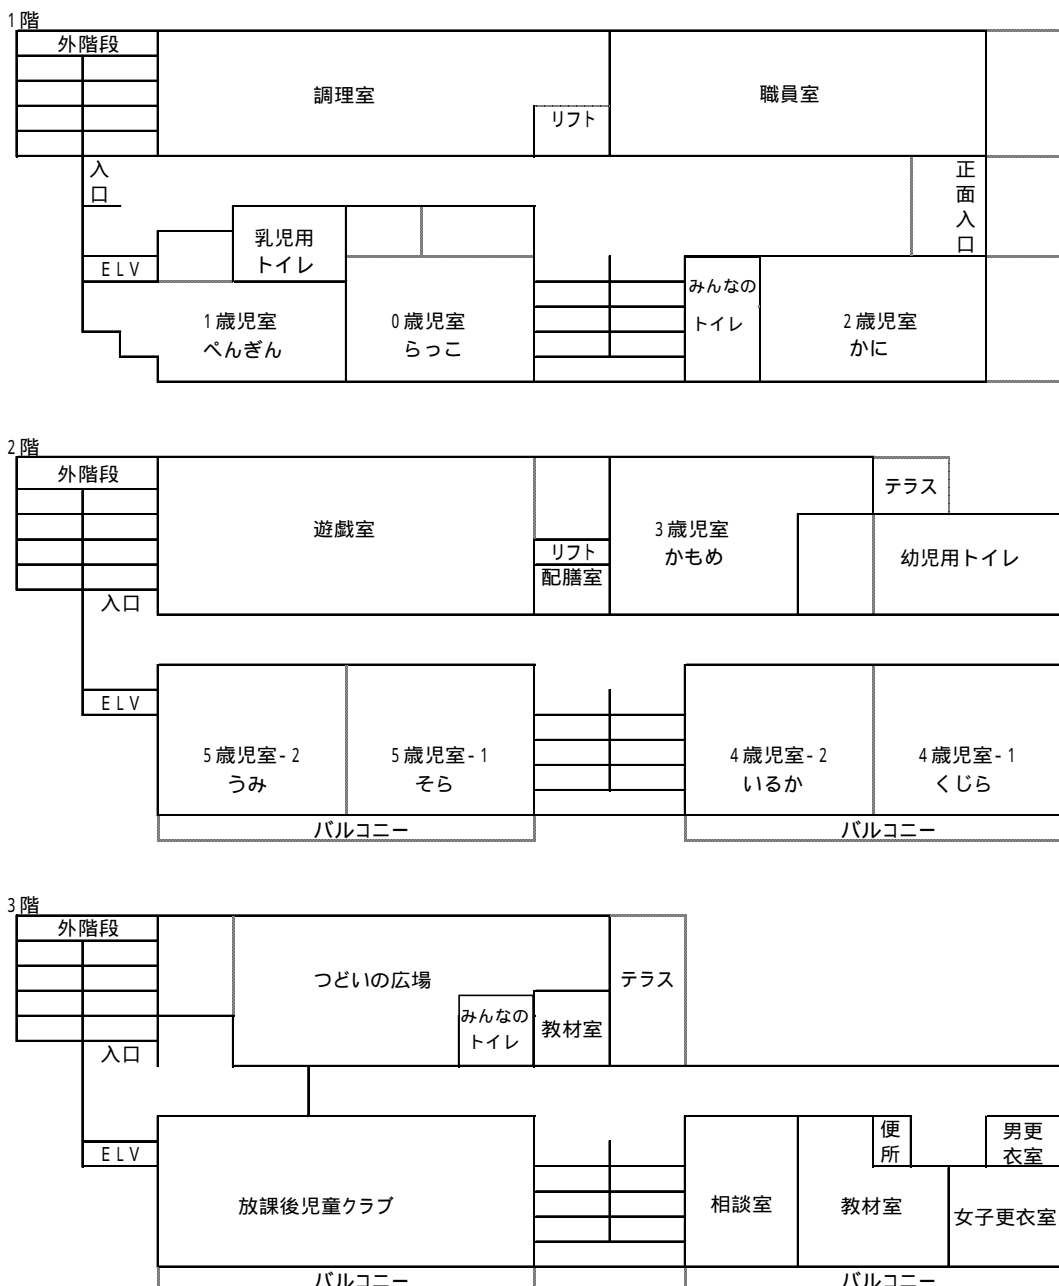 1階
外階段
調理室
職員室
リフト
入口
正面入口
乳児用
トイレ
ELV
みんなの
トイレ
1歳児室
ぺんぎん
0歳児室
らっこ
2歳児室
かに
2階
外階段
テラス
遊戯室
3歳児室
かもめ
リフト
配膳室
幼児用トイレ
入口
ELV
5歳児室-2
うみ
5歳児室-1
そら
4歳児室-2
いるか
4歳児室-1
くじら
バルコニー
バルコニー
3階
外階段
つどいの広場
テラス
みんなの
トイレ
教材室
入口
便所
男更
衣室
ELV
放課後児童クラブ
相談室
教材室
女子更衣室
バルコニー
バルコニー